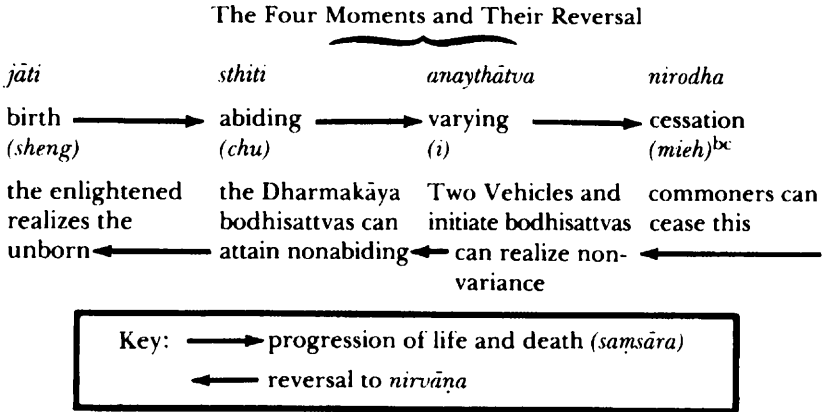 The Four Moments and Their Reversal
jāti sthiti anaythātva nirodha
birth abiding varying cessation
(sheng) (chu) (i) (mieh)bc
the enlightened the Dharmakāya Two Vehicles and commoners can
realizes the bodhisattvas can initiate bodhisattvas cease this
unborn attain nonabiding can realize non-
variance
Key: progression of life and death (saṃsāra)
reversal to nirvāṇa